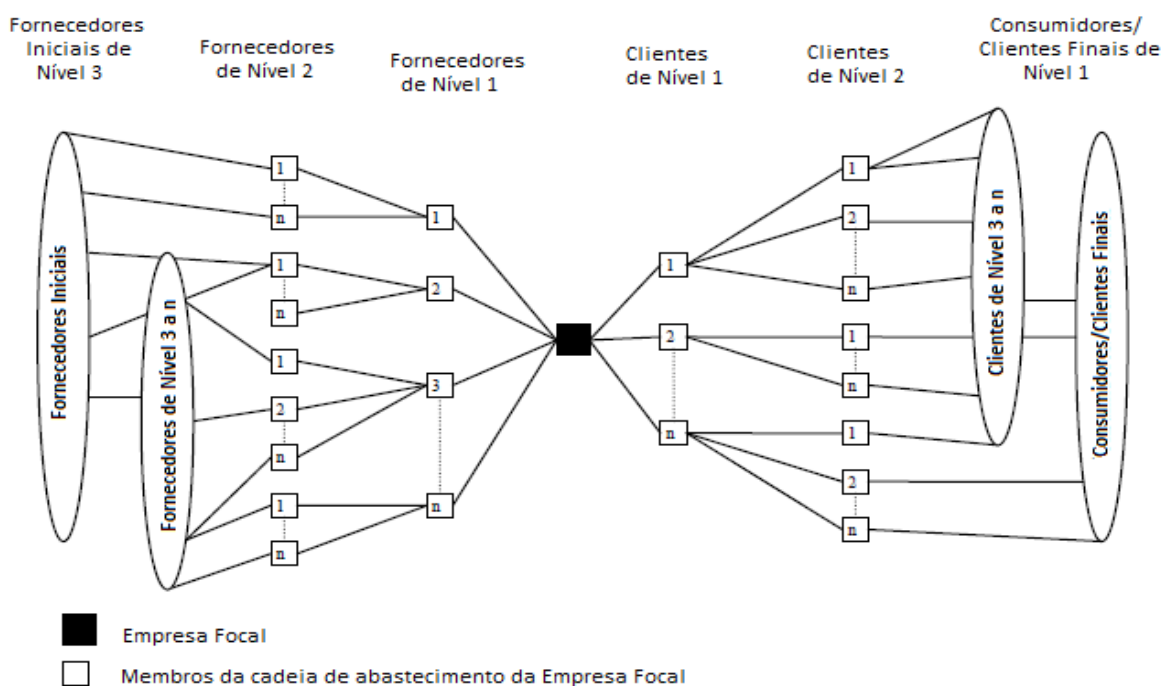 Fornecedores
Iniciais de
Nível 3
Fornecedores
de Nível 2
Fornecedores
de Nível 1
Clientes
de Nível 1
Clientes
de Nível 2
Consumidores/
Clientes Finais de
Nível 1
Fornecedores Iniciais
Fornecedores de Nível 3 a n
1
n
1
n
1
2
n
1
n
1
2
3
n
1
2
n
1
2
n
1
n
1
2
n
Clientes de Nível 3 a n
Consumidores/Clientes Finais
Empresa Focal
Membros da cadeia de abastecimento da Empresa Focal